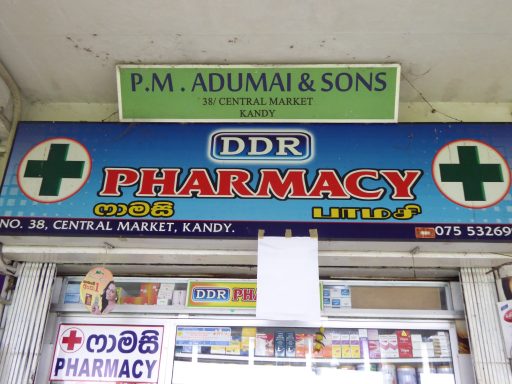 P.M. ADUMAI & SONS
38/ CENTRAL MARKET
KANDY
DDR
PHARMACY
ෆාමසි பாமசி
NO. 38, CENTRAL MARKET, KANDY. 075 53269
DDR PHA
ෆාමසි
PHARMACY